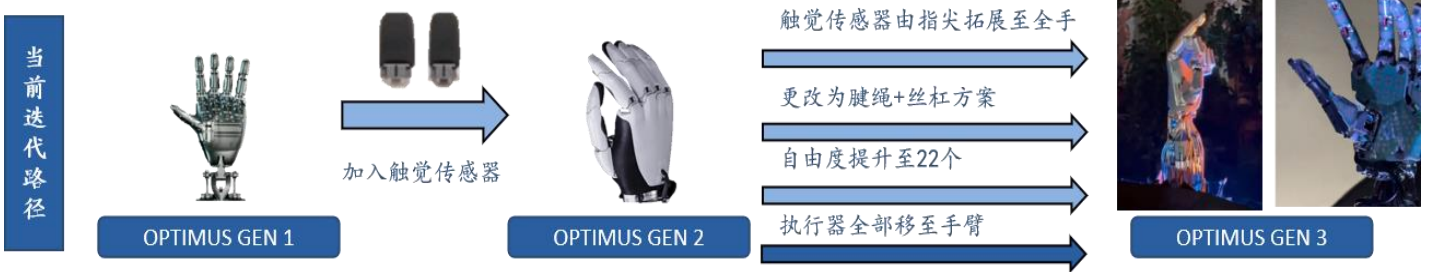 当前迭代路径
加入触觉传感器
触觉传感器由指尖拓展至全手
更改为腱绳+丝杠方案
自由度提升至22个
执行器全部移至手臂
OPTIMUS GEN 1
OPTIMUS GEN 2
OPTIMUS GEN 3